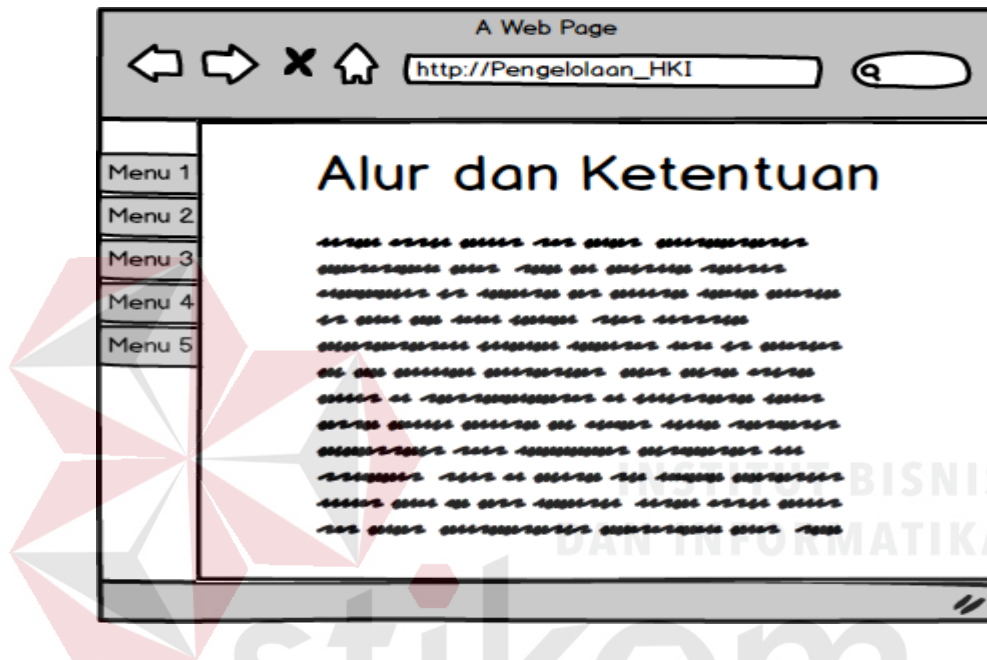 A Web Page
http://Pengelolaan_HKI
Alur dan Ketentuan
Menu 1
Menu 2
Menu 3
Menu 4
Menu 5
INSTITUT BISNIS
DAN INFORMATIKA
stikom